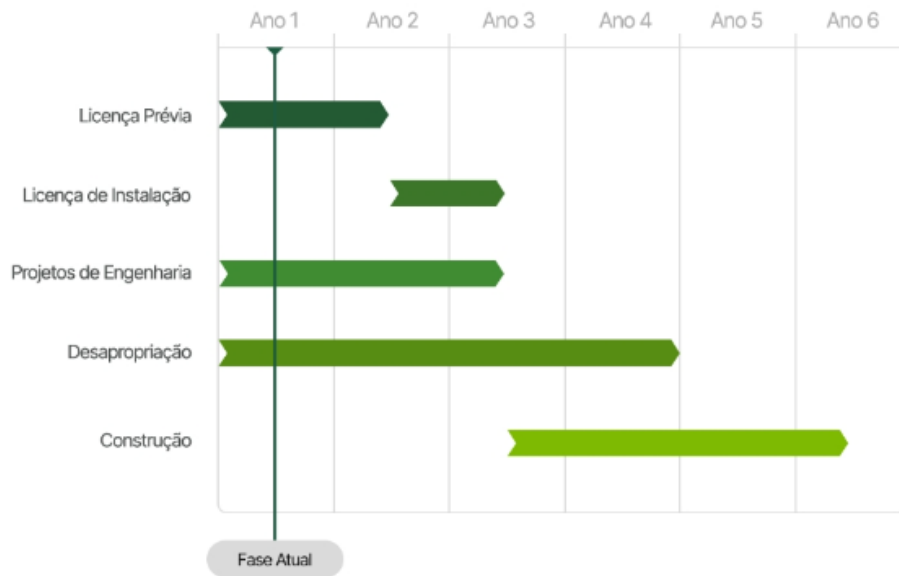 Ano 1
Ano 2
Ano 3
Ano 4
Ano 5
Ano 6
Licença Prévia
Licença de Instalação
Projetos de Engenharia
Desapropriação
Construção
Fase Atual